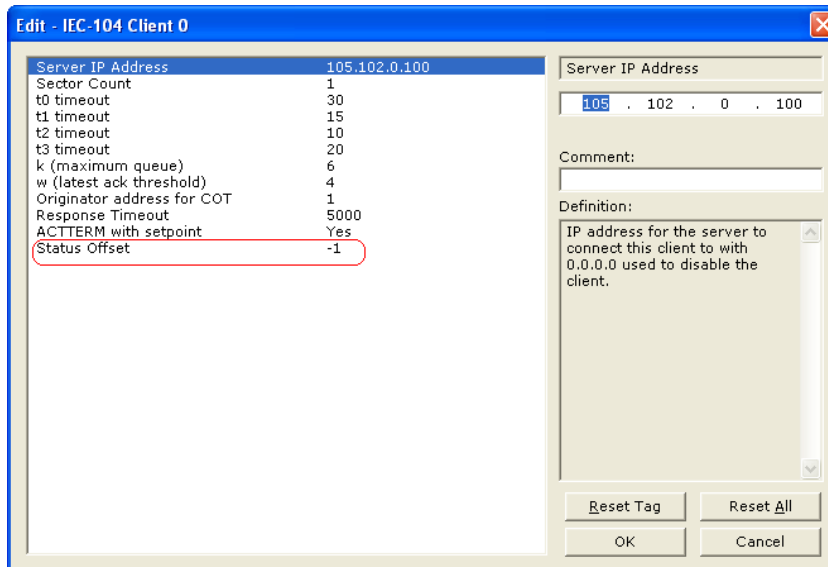 Edit - IEC-104 Client 0
Server IP Address 105.102.0.100
Sector Count 1
t0 timeout 30
t1 timeout 15
t2 timeout 10
t3 timeout 20
k (maximum queue) 6
w (latest ack threshold) 4
Originator address for COT 1
Response Timeout 5000
ACTTERM with setpoint Yes
Status Offset -1
Server IP Address
105 . 102 . 0 . 100
Comment:
Definition:
IP address for the server to
connect this client to with
0.0.0.0 used to disable the
client.
Reset Tag Reset All
OK Cancel